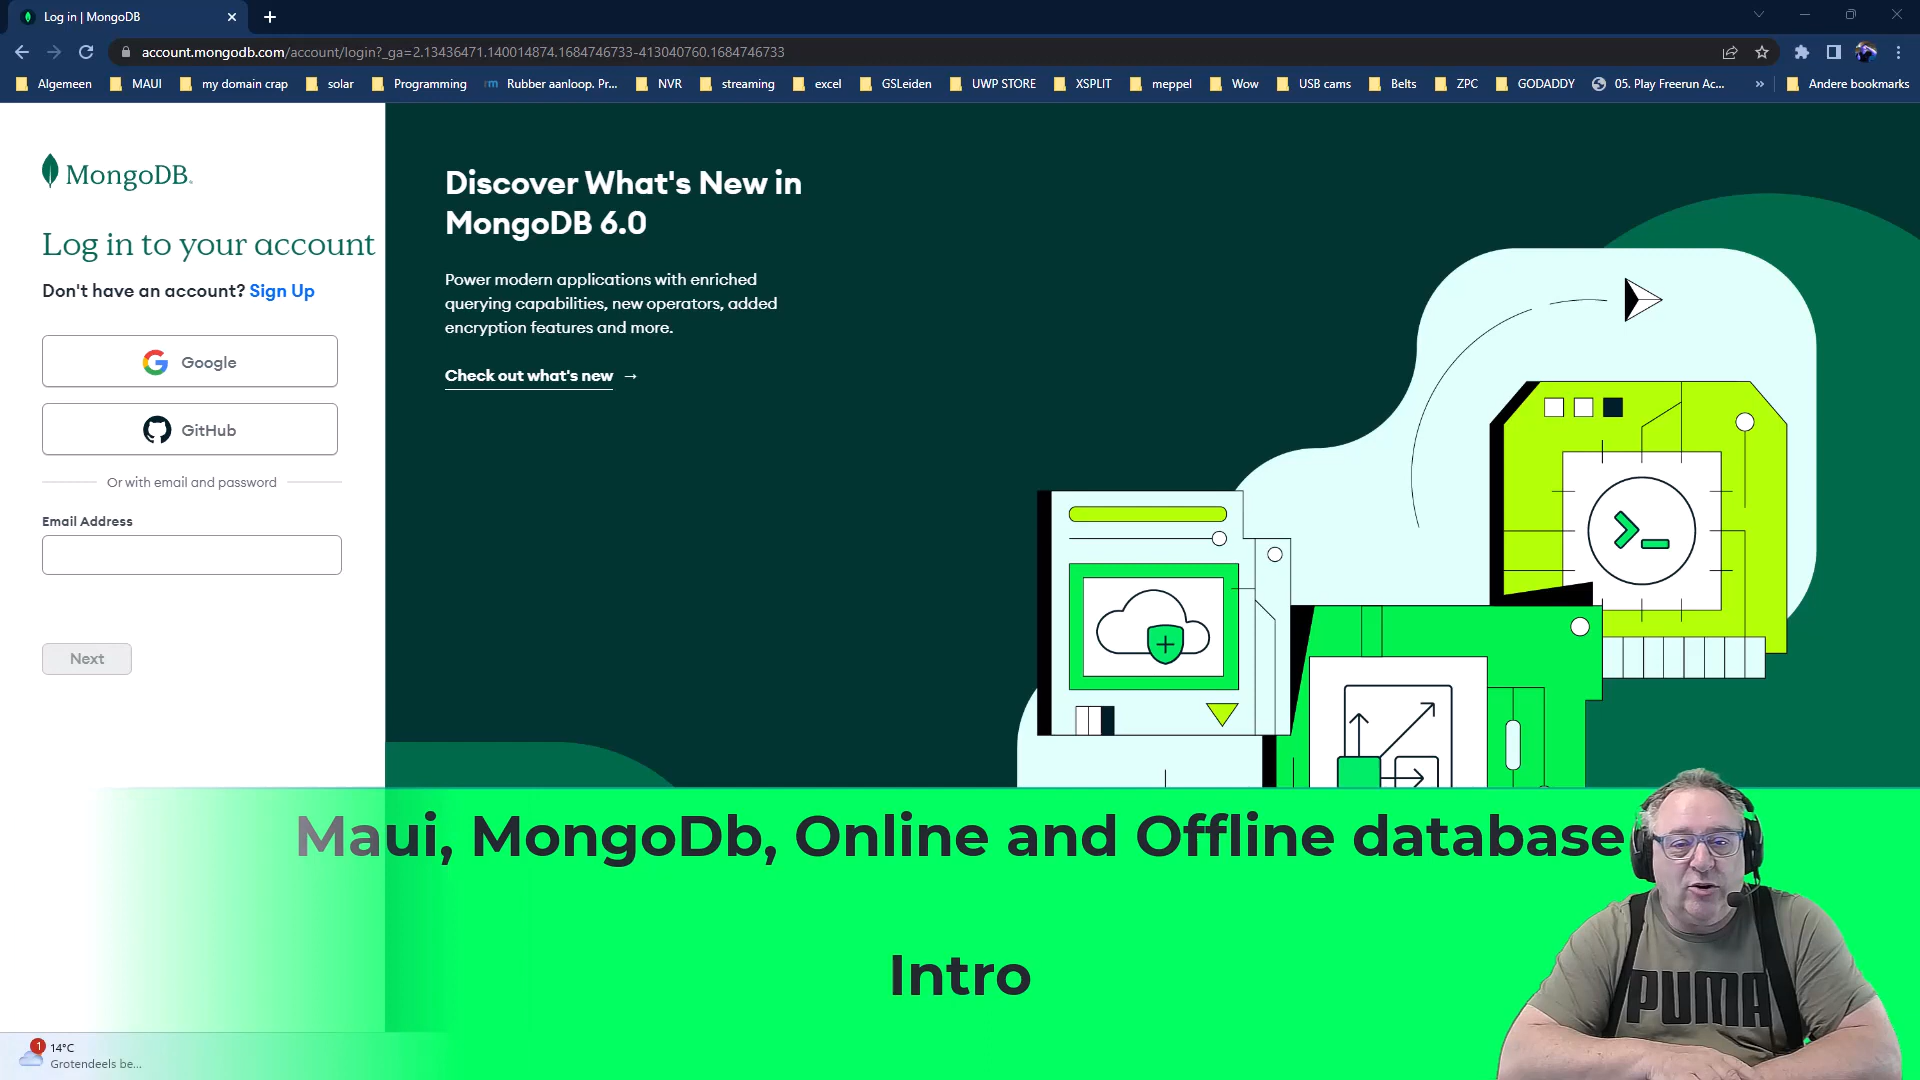 Log in | MongoDB
account.mongodb.com/account/login?_ga=2.13436471.140014874.1684746733-413040760.1684746733
Algemeen MAUI my domain crap solar Programming Rubber aanloop. Pr... NVR streaming excel GSLeiden UWP STORE XSPLIT meppel Wow USB cams Belts ZPC GODADDY 05. Play Freerun Ac... » Andere bookmarks
MongoDB.
Log in to your account
Don't have an account? Sign Up
Google
GitHub
Or with email and password
Email Address
Next
Discover What's New in
MongoDB 6.0
Power modern applications with enriched
querying capabilities, new operators, added
encryption features and more.
Check out what's new →
Maui, MongoDb, Online and Offline database
Intro
PUMA
1
14°C
Grotendeels be...